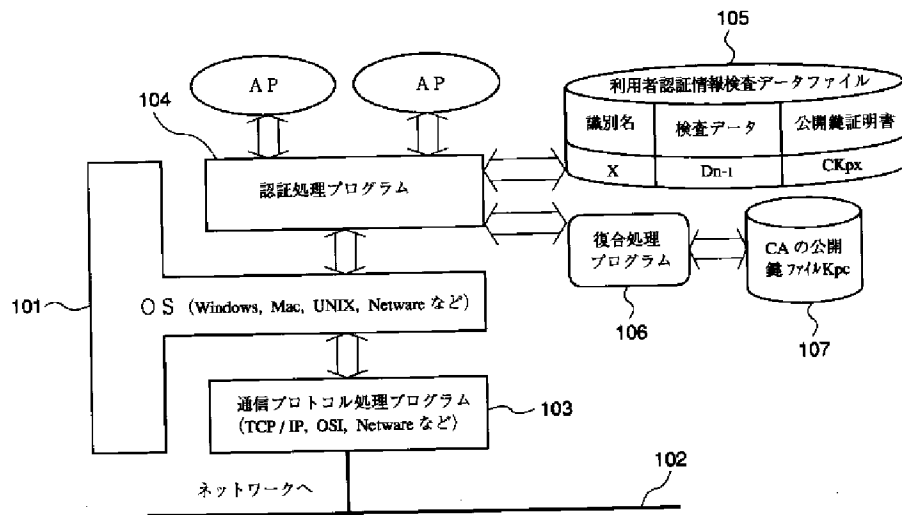 105
AP
AP
利用者認証情報検査データファイル
104
識別名
検査データ
公開鍵証明書
認証処理プログラム
X
Dn-1
CKpx
復合処理
プログラム
CAの公開
鍵ファイルKpc
101
OS (Windows, Mac, UNIX, Netware など)
106
107
通信プロトコル処理プログラム
(TCP / IP, OSI, Netware など)
103
ネットワークへ
102